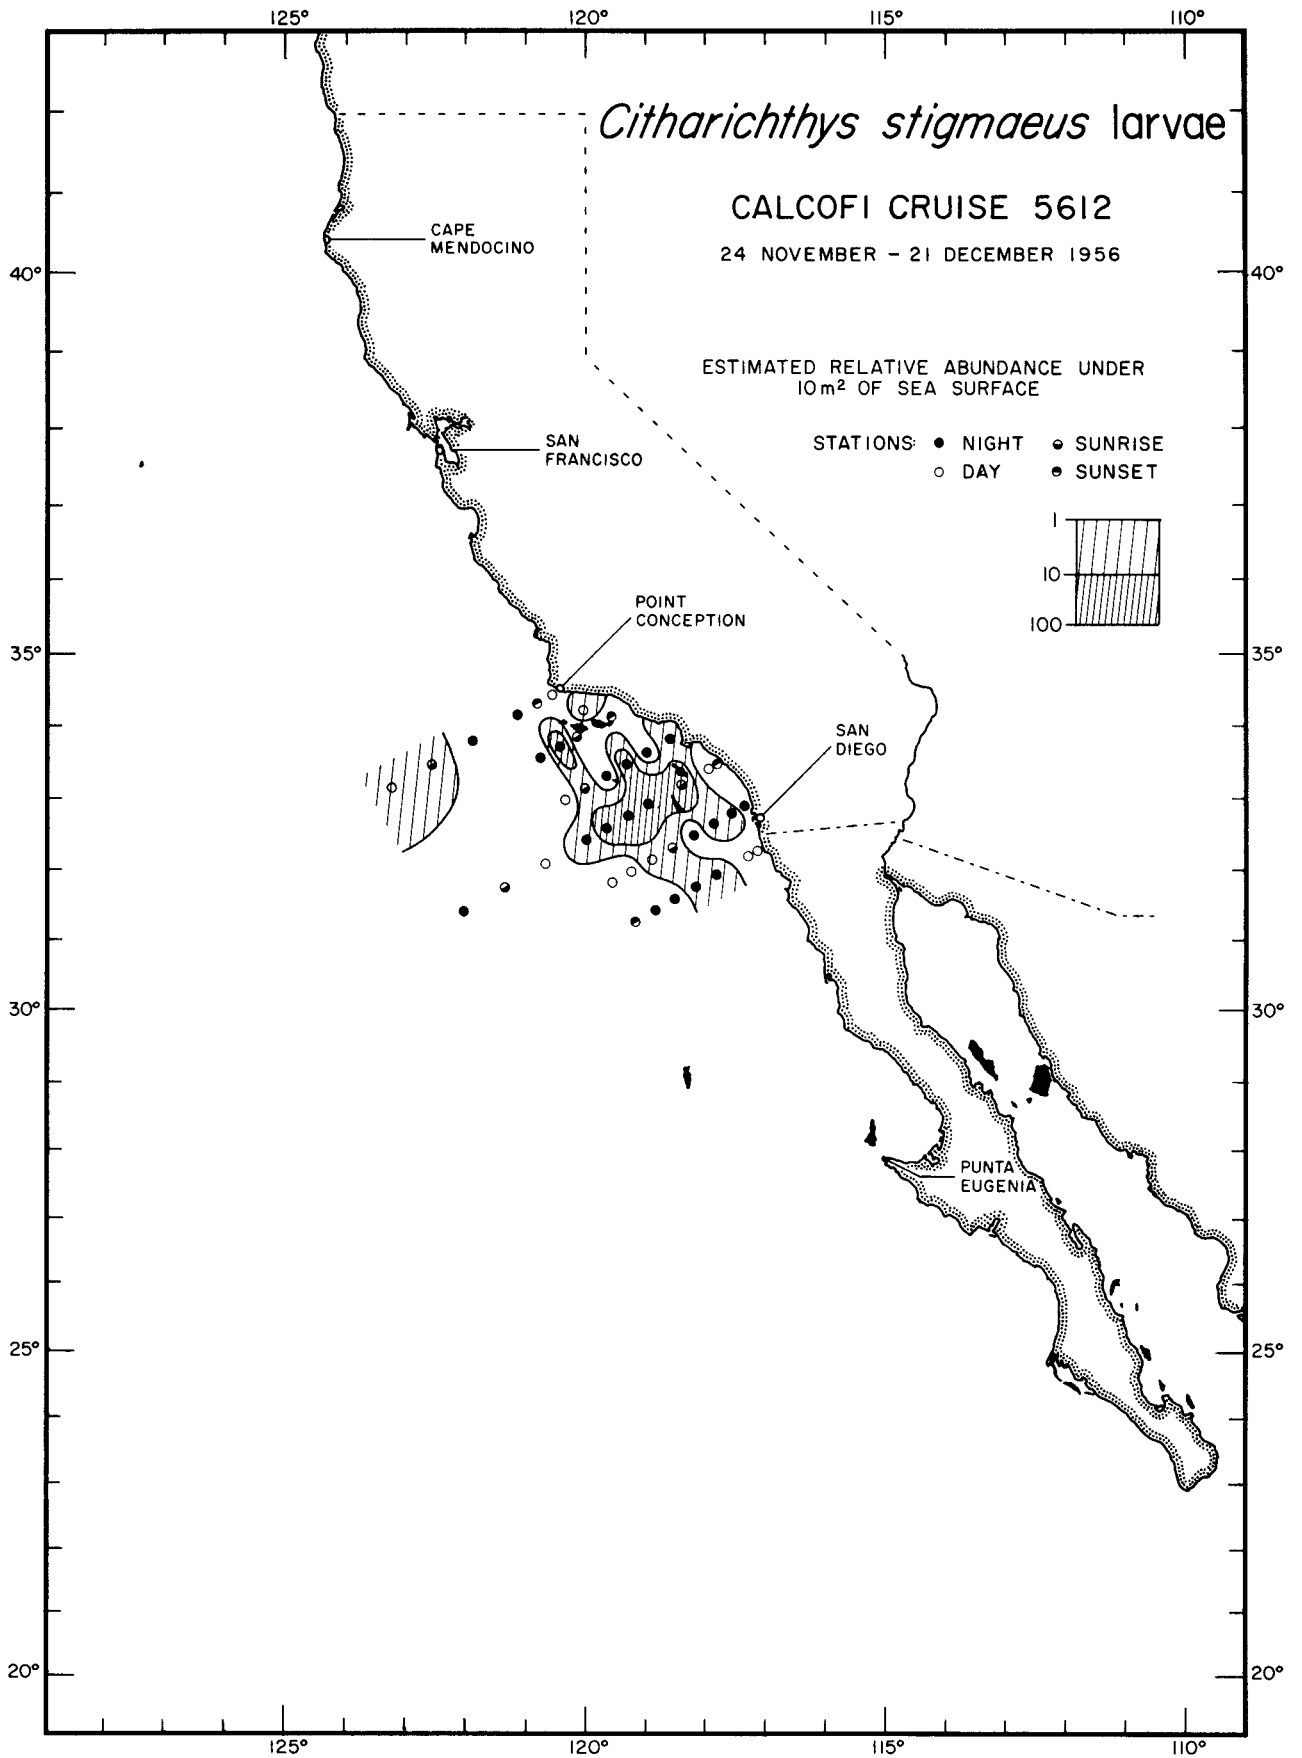 125° 120° 115° 110°
Citharichthys stigmaeus larvae
CALCOFI CRUISE 5612
24 NOVEMBER – 21 DECEMBER 1956
CAPE
MENDOCINO
40° 40°
ESTIMATED RELATIVE ABUNDANCE UNDER
10 m² OF SEA SURFACE
STATIONS: NIGHT SUNRISE
DAY SUNSET
SAN
FRANCISCO
1
10
100
POINT
CONCEPTION
35° 35°
SAN
DIEGO
30° 30°
PUNTA
EUGENIA
25° 25°
20° 20°
125° 120° 115° 110°